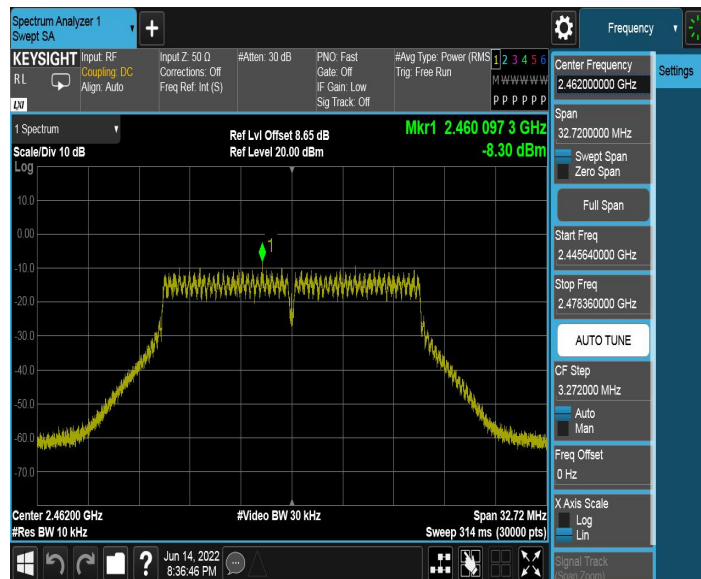 Spectrum Analyzer 1
Swept SA
Frequency
KEYSIGHT
RL
LXI
Input: RF
Coupling: DC
Align: Auto
Input Z: 50 Ω
Corrections: Off
Freq Ref: Int (S)
#Atten: 30 dB
PNO: Fast
Gate: Off
IF Gain: Low
Sig Track: Off
#Avg Type: Power (RMS
Trig: Free Run
1 2 3 4 5 6
M W W W W W
P P P P P P
1 Spectrum
Scale/Div 10 dB
Log
Ref Lvl Offset 8.65 dB
Ref Level 20.00 dBm
Mkr1 2.460 097 3 GHz
-8.30 dBm
10.0
0.00
-10.0
-20.0
-30.0
-40.0
-50.0
-60.0
-70.0
1
Center 2.46200 GHz
#Res BW 10 kHz
#Video BW 30 kHz
Span 32.72 MHz
Sweep 314 ms (30000 pts)
Jun 14, 2022
8:36:46 PM
Center Frequency
2.462000000 GHz
Settings
Span
32.7200000 MHz
Swept Span
Zero Span
Full Span
Start Freq
2.445640000 GHz
Stop Freq
2.478360000 GHz
AUTO TUNE
CF Step
3.272000 MHz
Auto
Man
Freq Offset
0 Hz
X Axis Scale
Log
Lin
Signal Track
(Span Zoom)